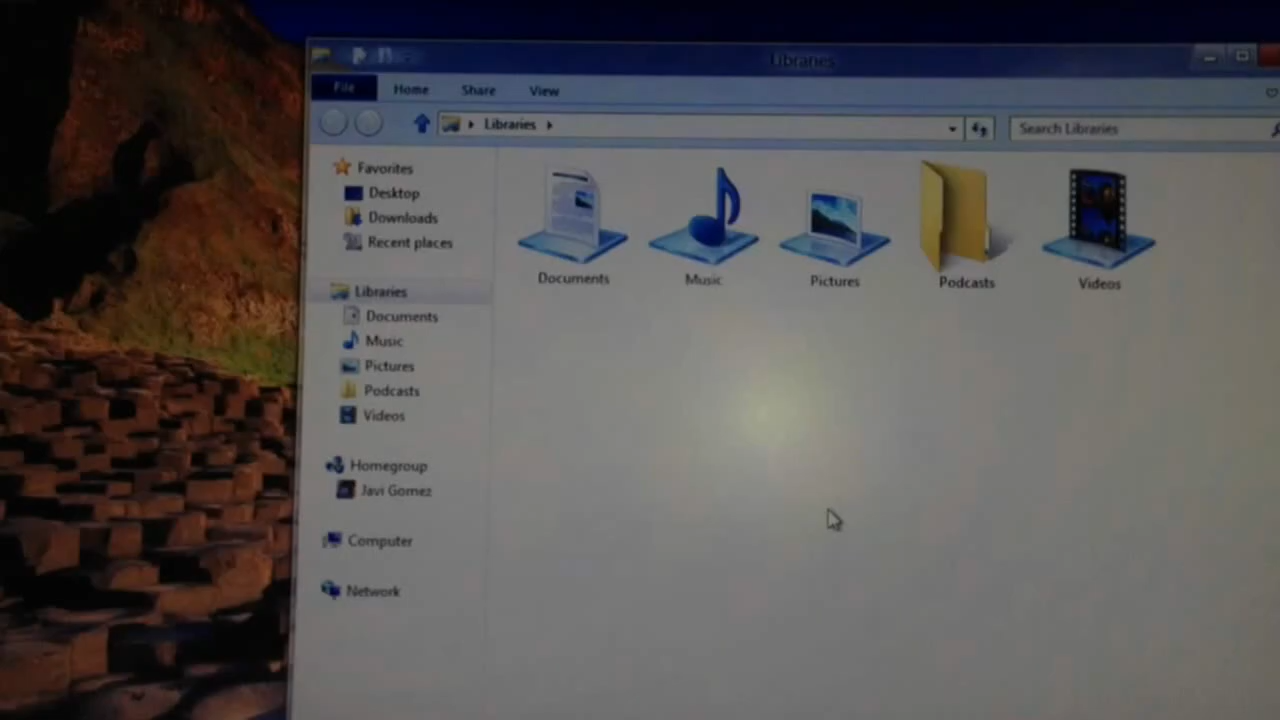 Libraries
File Home Share View
Libraries
Search Libraries
Favorites
Desktop
Downloads
Recent places
Libraries
Documents
Music
Pictures
Podcasts
Videos
Homegroup
Javi Gomez
Computer
Network
Documents Music Pictures Podcasts Videos